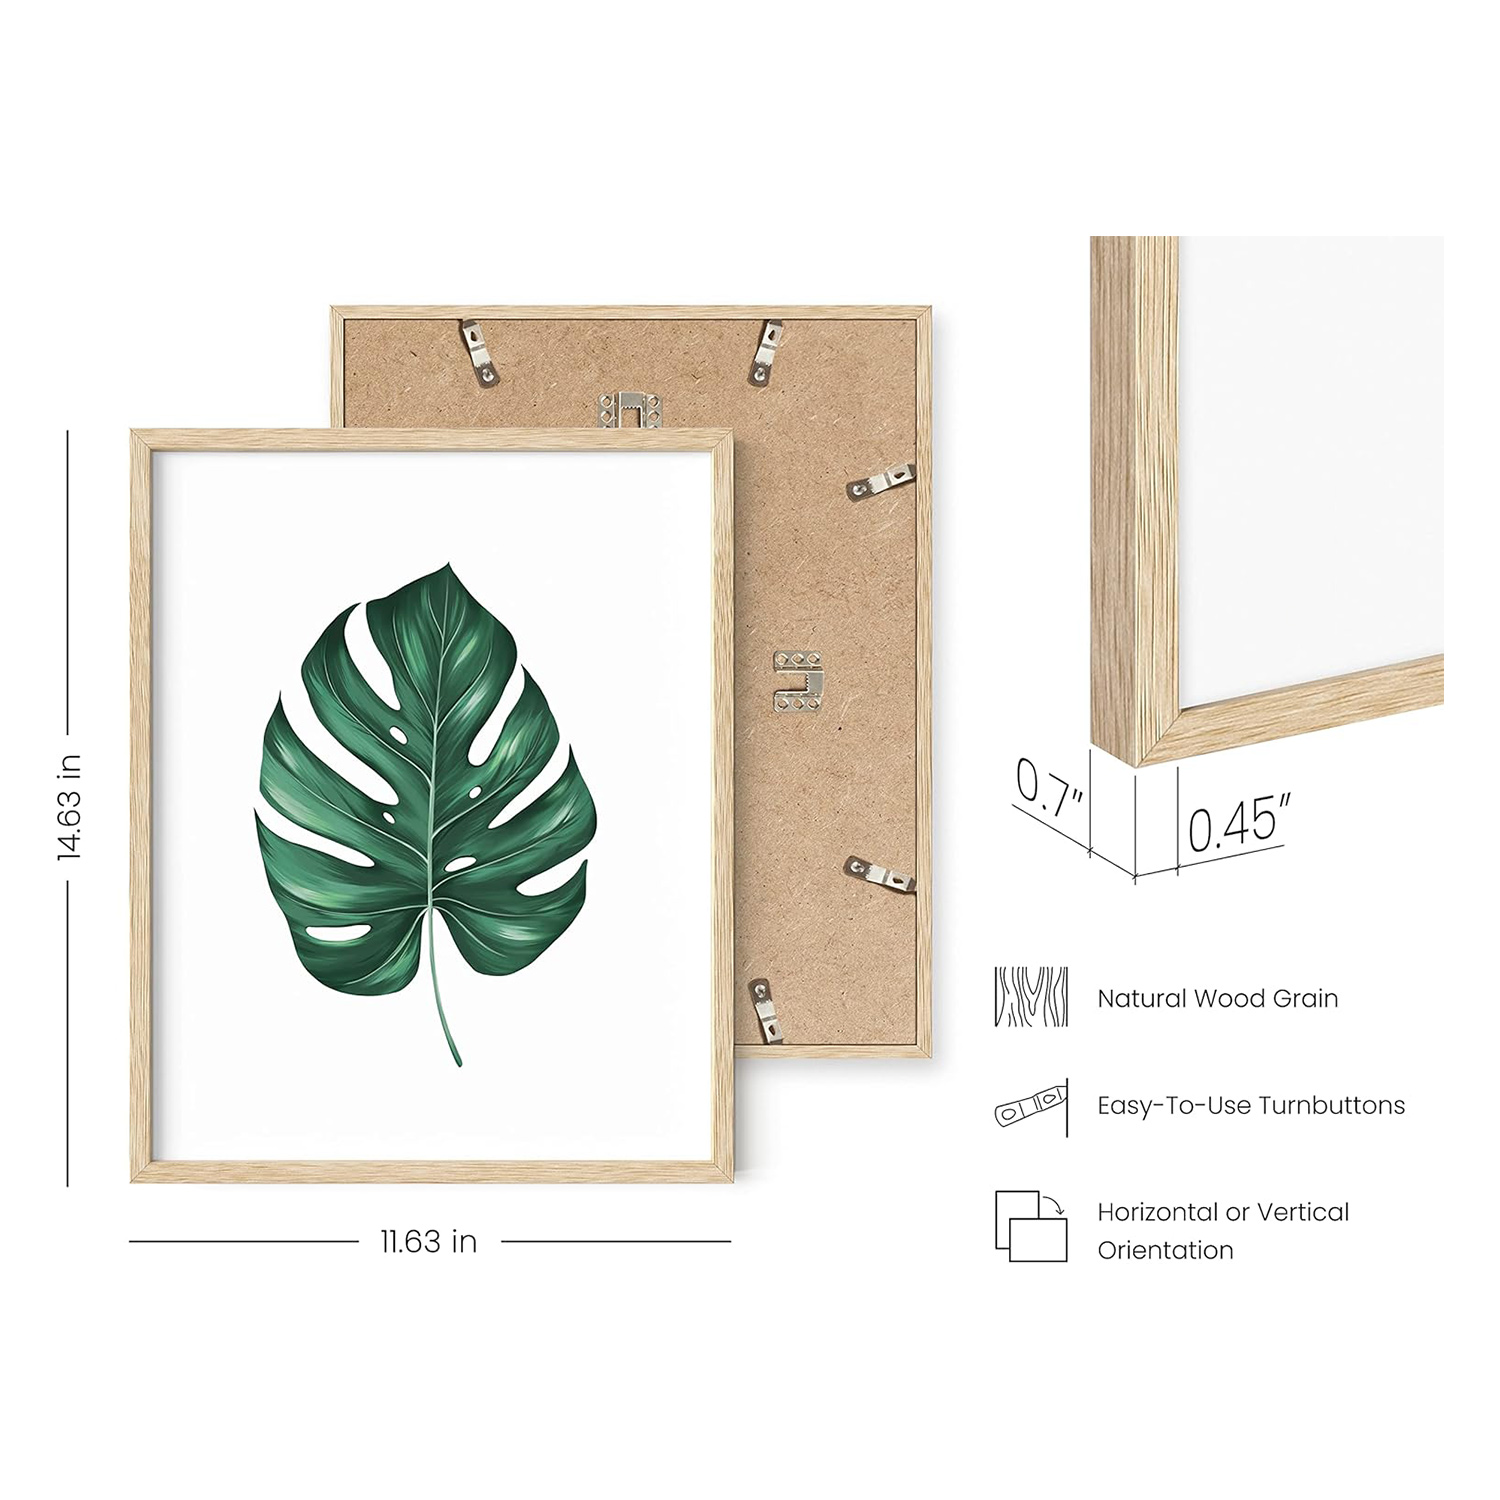 14.63 in
11.63 in
0.7"
0.45"
Natural Wood Grain
Easy-To-Use Turnbuttons
Horizontal or Vertical
Orientation